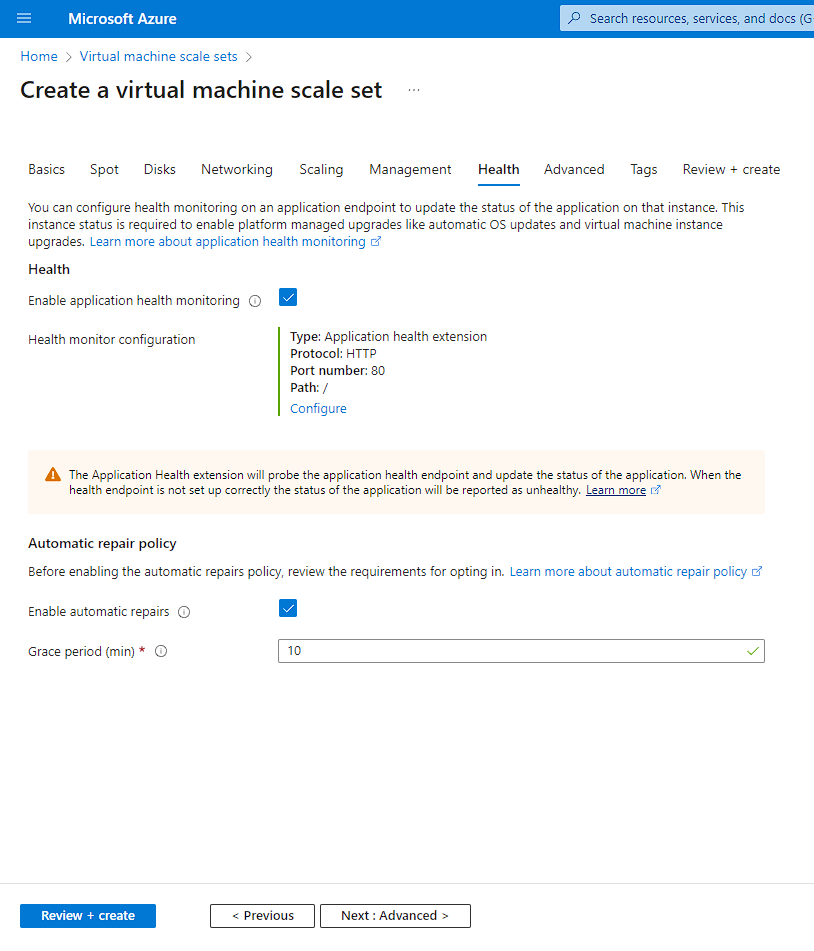 Microsoft Azure
Search resources, services, and docs (G
Home > Virtual machine scale sets >
Create a virtual machine scale set ...
Basics Spot Disks Networking Scaling Management Health Advanced Tags Review + create
You can configure health monitoring on an application endpoint to update the status of the application on that instance. This
instance status is required to enable platform managed upgrades like automatic OS updates and virtual machine instance
upgrades. Learn more about application health monitoring
Health
Enable application health monitoring
Health monitor configuration
Type: Application health extension
Protocol: HTTP
Port number: 80
Path: /
Configure
The Application Health extension will probe the application health endpoint and update the status of the application. When the
health endpoint is not set up correctly the status of the application will be reported as unhealthy. Learn more
Automatic repair policy
Before enabling the automatic repairs policy, review the requirements for opting in. Learn more about automatic repair policy
Enable automatic repairs
Grace period (min) * 10
Review + create < Previous Next : Advanced >